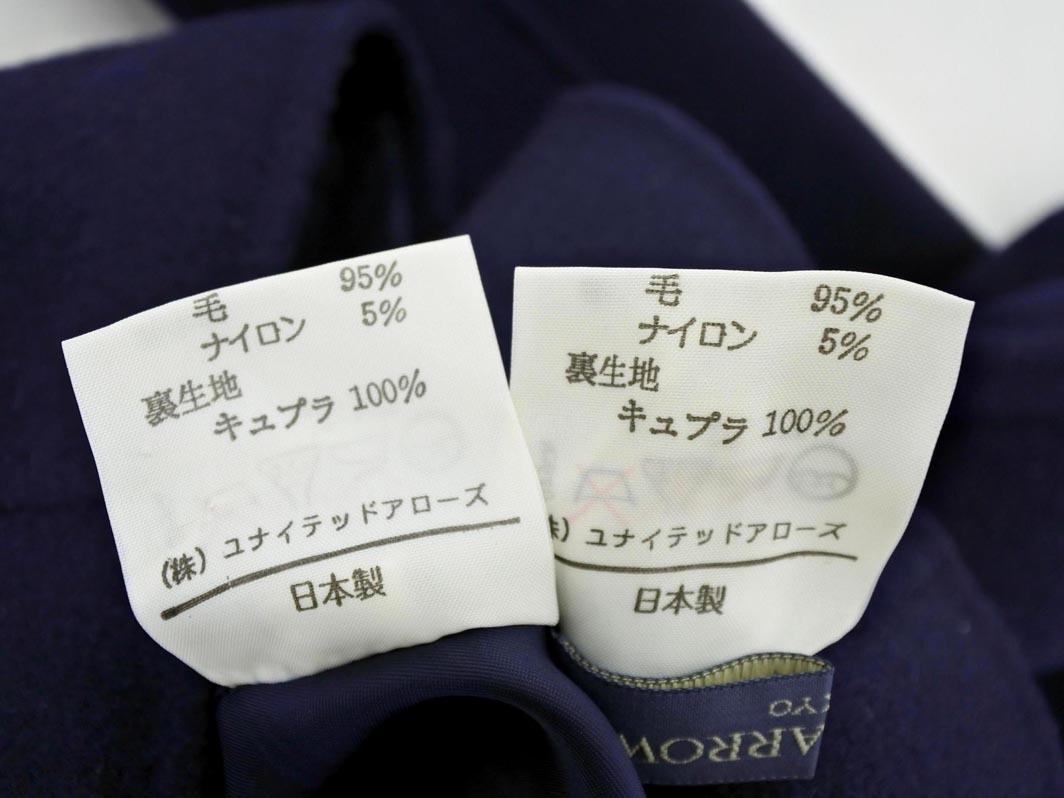 毛 95%
ナイロン 5%
裏生地
キュプラ 100%
(株) ユナイテッドアローズ
日本製
毛 95%
ナイロン 5%
裏生地
キュプラ 100%
株) ユナイテッドアローズ
日本製
KYO
ARROW